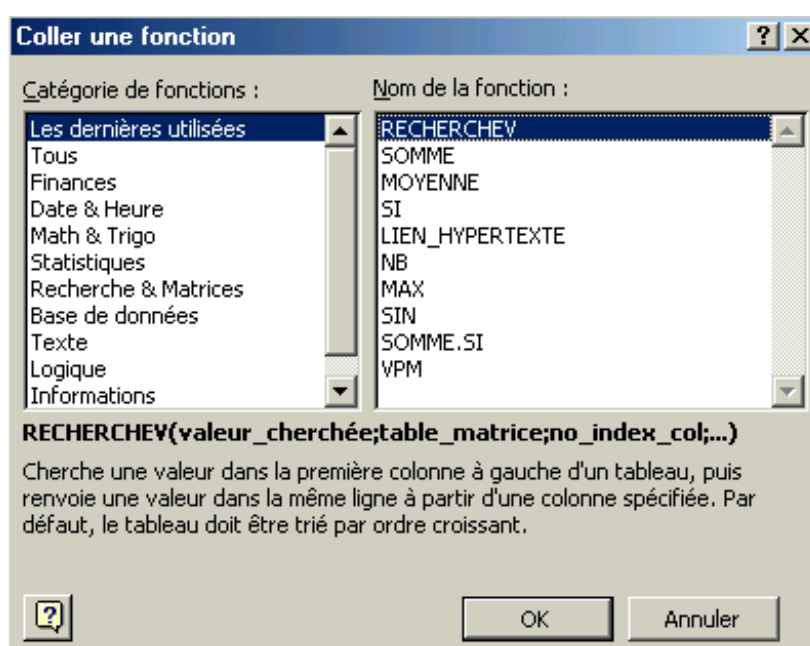 Coller une fonction
Catégorie de fonctions :
Les dernières utilisées
Tous
Finances
Date & Heure
Math & Trigo
Statistiques
Recherche & Matrices
Base de données
Texte
Logique
Informations
Nom de la fonction :
RECHERCHEV
SOMME
MOYENNE
SI
LIEN_HYPERTEXTE
NB
MAX
SIN
SOMME.SI
VPM
RECHERCHEV(valeur_cherchée;table_matrice;no_index_col;...)
Cherche une valeur dans la première colonne à gauche d'un tableau, puis
renvoie une valeur dans la même ligne à partir d'une colonne spécifiée. Par
défaut, le tableau doit être trié par ordre croissant.
OK
Annuler